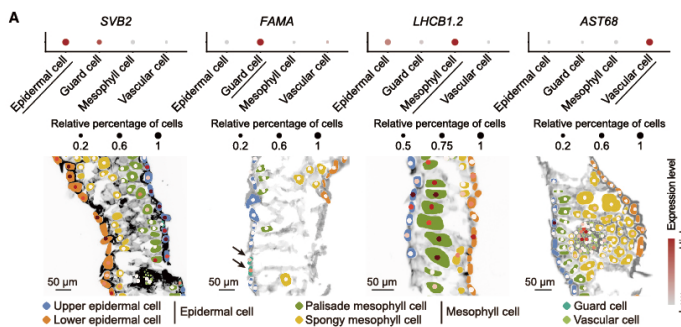 A
SVB2 FAMA LHCB1.2 AST68
Epidermal cell Guard cell Mesophyll cell Vascular cell Epidermal cell Guard cell Mesophyll cell Vascular cell Epidermal cell Guard cell Mesophyll cell Vascular cell Epidermal cell Guard cell Mesophyll cell Vascular cell
Relative percentage of cells Relative percentage of cells Relative percentage of cells Relative percentage of cells
0.2 0.6 1 0.2 0.6 1 0.5 0.75 1 0.2 0.6 1
Expression level
50 µm 50 µm 50 µm 50 µm
Upper epidermal cell
Lower epidermal cell
Epidermal cell
Palisade mesophyll cell
Spongy mesophyll cell
Mesophyll cell
Guard cell
Vascular cell